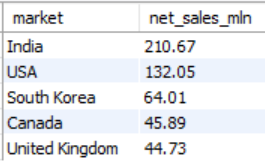 market net_sales_mln
India 210.67
USA 132.05
South Korea 64.01
Canada 45.89
United Kingdom 44.73